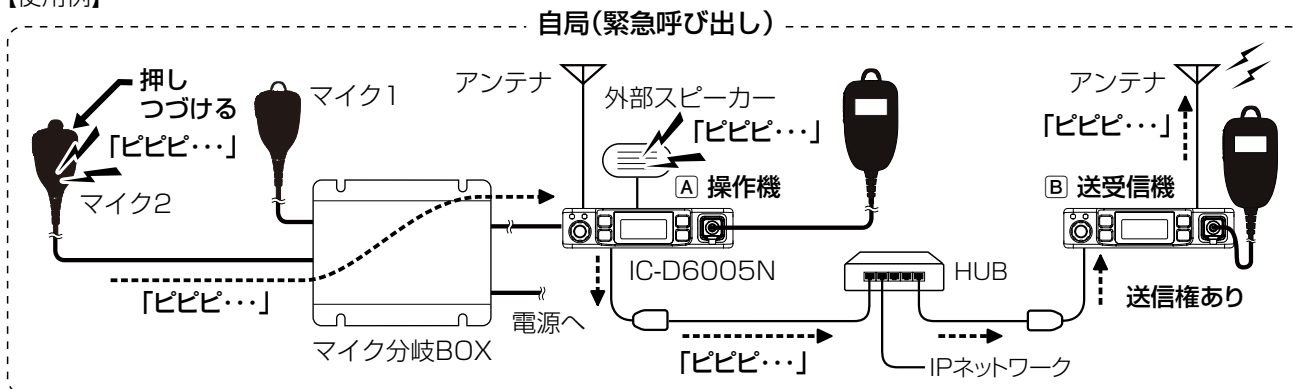 【使用例】
自局(緊急呼び出し)
押し
つづける
「ピピピ・・・」
マイク2
マイク1
アンテナ
外部スピーカー
「ピピピ・・・」
A 操作機
IC-D6005N
マイク分岐BOX
「ピピピ・・・」
電源へ
「ピピピ・・・」
HUB
IPネットワーク
アンテナ
「ピピピ・・・」
B 送受信機
送信権あり